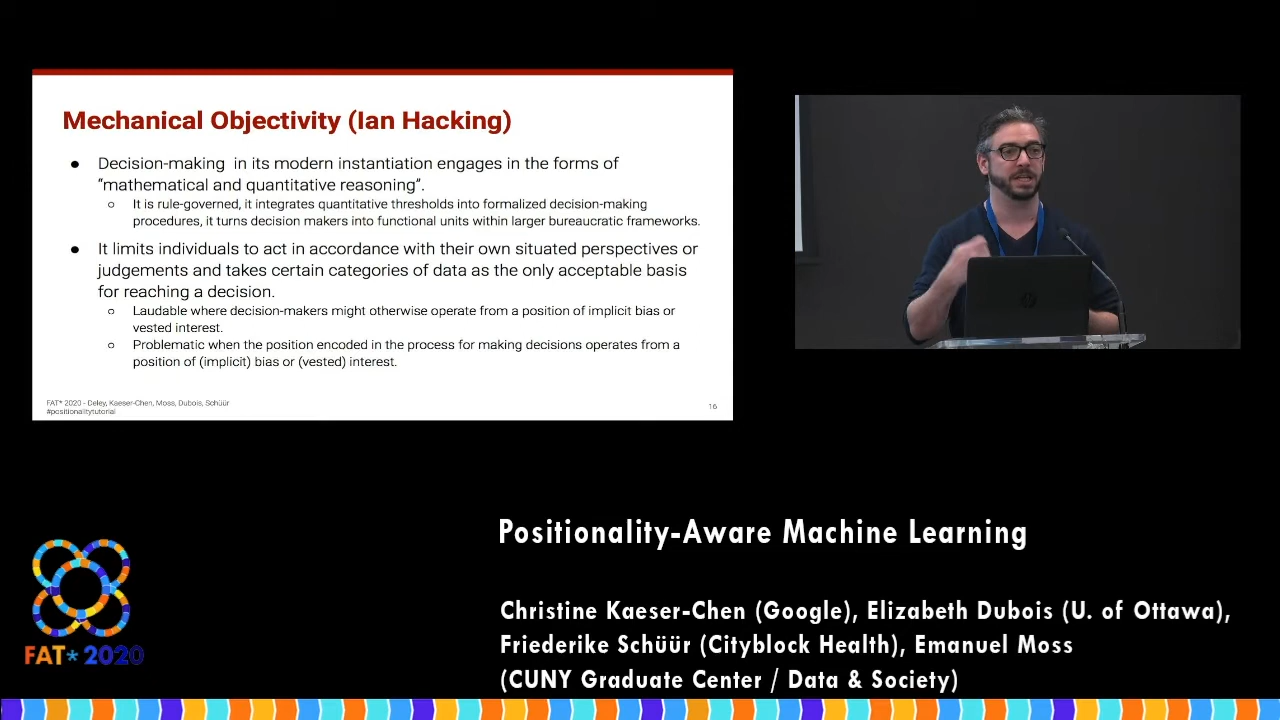 Mechanical Objectivity (Ian Hacking)
● Decision-making in its modern instantiation engages in the forms of
“mathematical and quantitative reasoning”.
○ It is rule-governed, it integrates quantitative thresholds into formalized decision-making
procedures, it turns decision makers into functional units within larger bureaucratic frameworks.
● It limits individuals to act in accordance with their own situated perspectives or
judgements and takes certain categories of data as the only acceptable basis
for reaching a decision.
○ Laudable where decision-makers might otherwise operate from a position of implicit bias or
vested interest.
○ Problematic when the position encoded in the process for making decisions operates from a
position of (implicit) bias or (vested) interest.
FAT* 2020 - Deley, Kaeser-Chen, Moss, Dubois, Schüür
#positionalitytutorial
16
Positionality-Aware Machine Learning
Christine Kaeser-Chen (Google), Elizabeth Dubois (U. of Ottawa),
Friederike Schüür (Cityblock Health), Emanuel Moss
(CUNY Graduate Center / Data & Society)
FAT* 2020